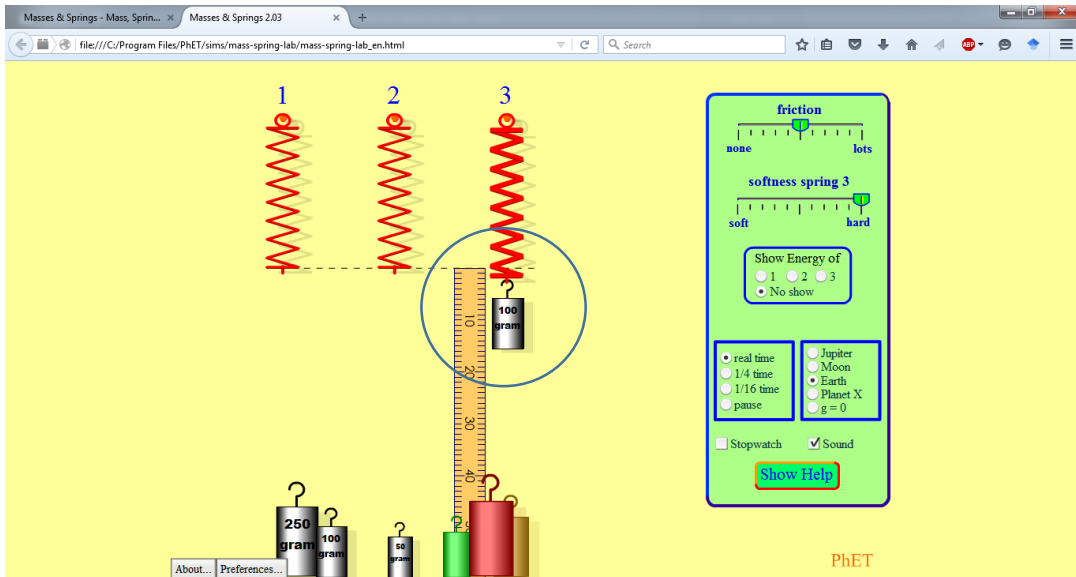 Masses & Springs - Mass, Sprin...
Masses & Springs 2.03
file:///C:/Program Files/PhET/sims/mass-spring-lab/mass-spring-lab_en.html
Search
ABP
1 2 3
friction
none lots
softness spring 3
soft hard
Show Energy of
1 2 3
No show
100
gram
10
20
30
40
real time
1/4 time
1/16 time
pause
Jupiter
Moon
Earth
Planet X
g = 0
Stopwatch Sound
Show Help
250
gram
100
gram
50
gram
About... Preferences...
PhET